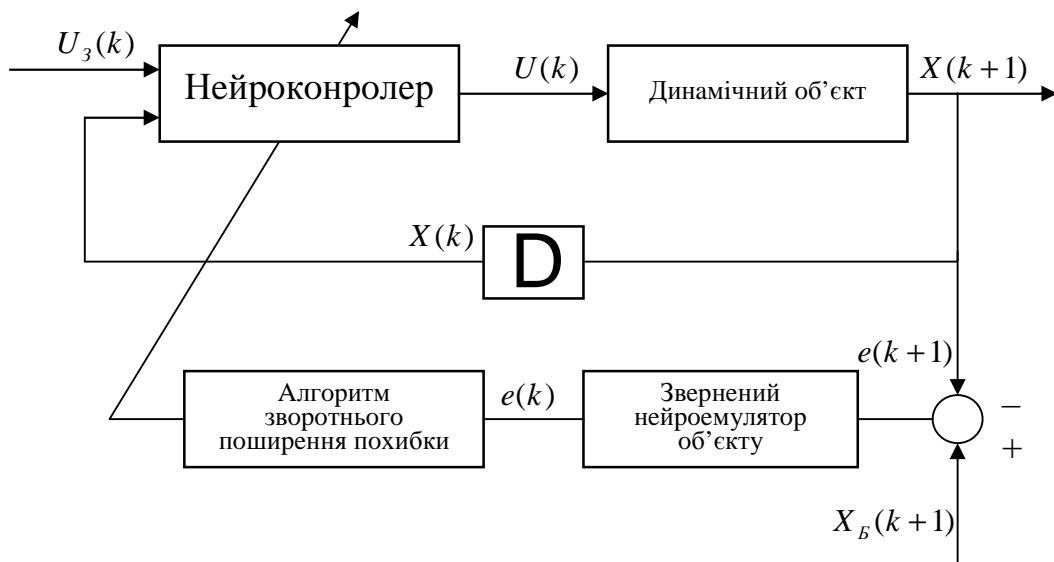 U_З(k)
Нейроконролер
U(k)
Динамічний об’єкт
X(k+1)
X(k)
D
e(k+1)
Алгоритм
зворотнього
поширення похибки
e(k)
Звернений
нейроемулятор
об’єкту
−
+
X_Б(k+1)